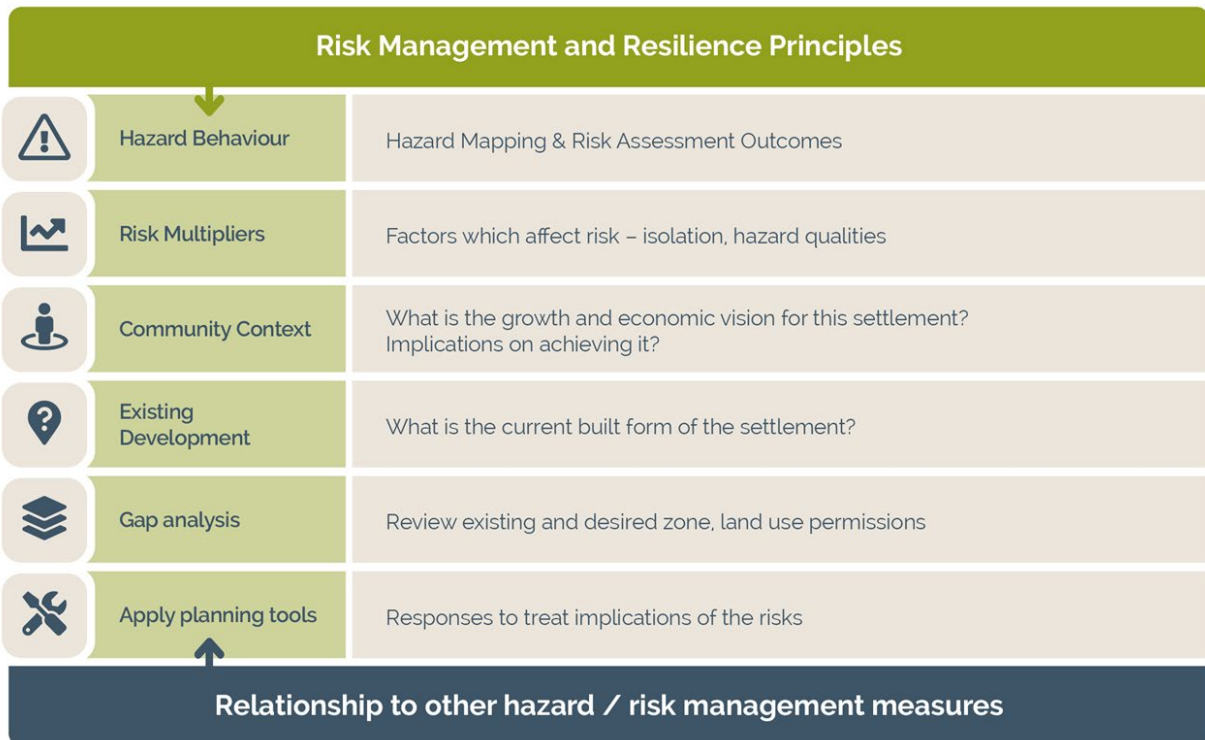 Risk Management and Resilience Principles
Hazard Behaviour
Hazard Mapping & Risk Assessment Outcomes
Risk Multipliers
Factors which affect risk – isolation, hazard qualities
Community Context
What is the growth and economic vision for this settlement?
Implications on achieving it?
Existing
Development
What is the current built form of the settlement?
Gap analysis
Review existing and desired zone, land use permissions
Apply planning tools
Responses to treat implications of the risks
Relationship to other hazard / risk management measures